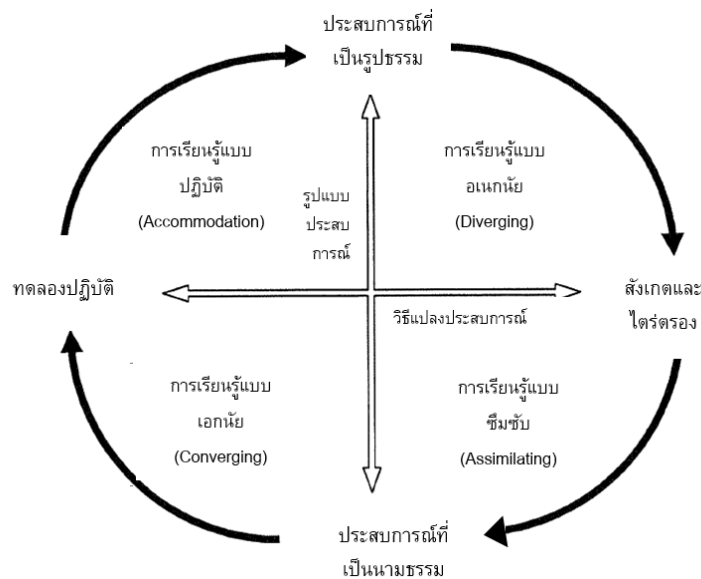 ประสบการณ์ที่
เป็นรูปธรรม
การเรียนรู้แบบ
ปฏิบัติ
(Accommodation)
รูปแบบ
ประสบ
การณ์
การเรียนรู้แบบ
อเนกนัย
(Diverging)
ทดลองปฏิบัติ
สังเกตและ
ไตร่ตรอง
วิธีแปลงประสบการณ์
การเรียนรู้แบบ
เอกนัย
(Converging)
การเรียนรู้แบบ
ซึมซับ
(Assimilating)
ประสบการณ์ที่
เป็นนามธรรม